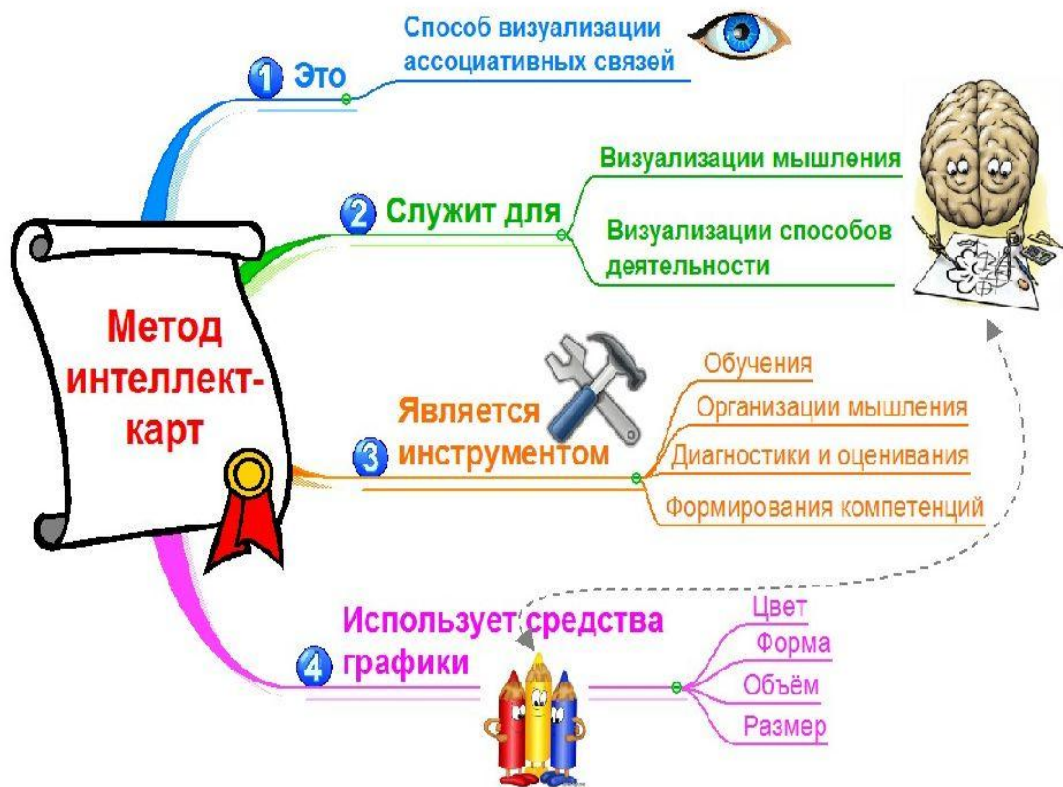 Метод
интеллект-
карт
1 Это
Способ визуализации
ассоциативных связей
2 Служит для
Визуализации мышления
Визуализации способов
деятельности
3 Является
инструментом
Обучения
Организации мышления
Диагностики и оценивания
Формирования компетенций
4 Использует средства
графики
Цвет
Форма
Объём
Размер